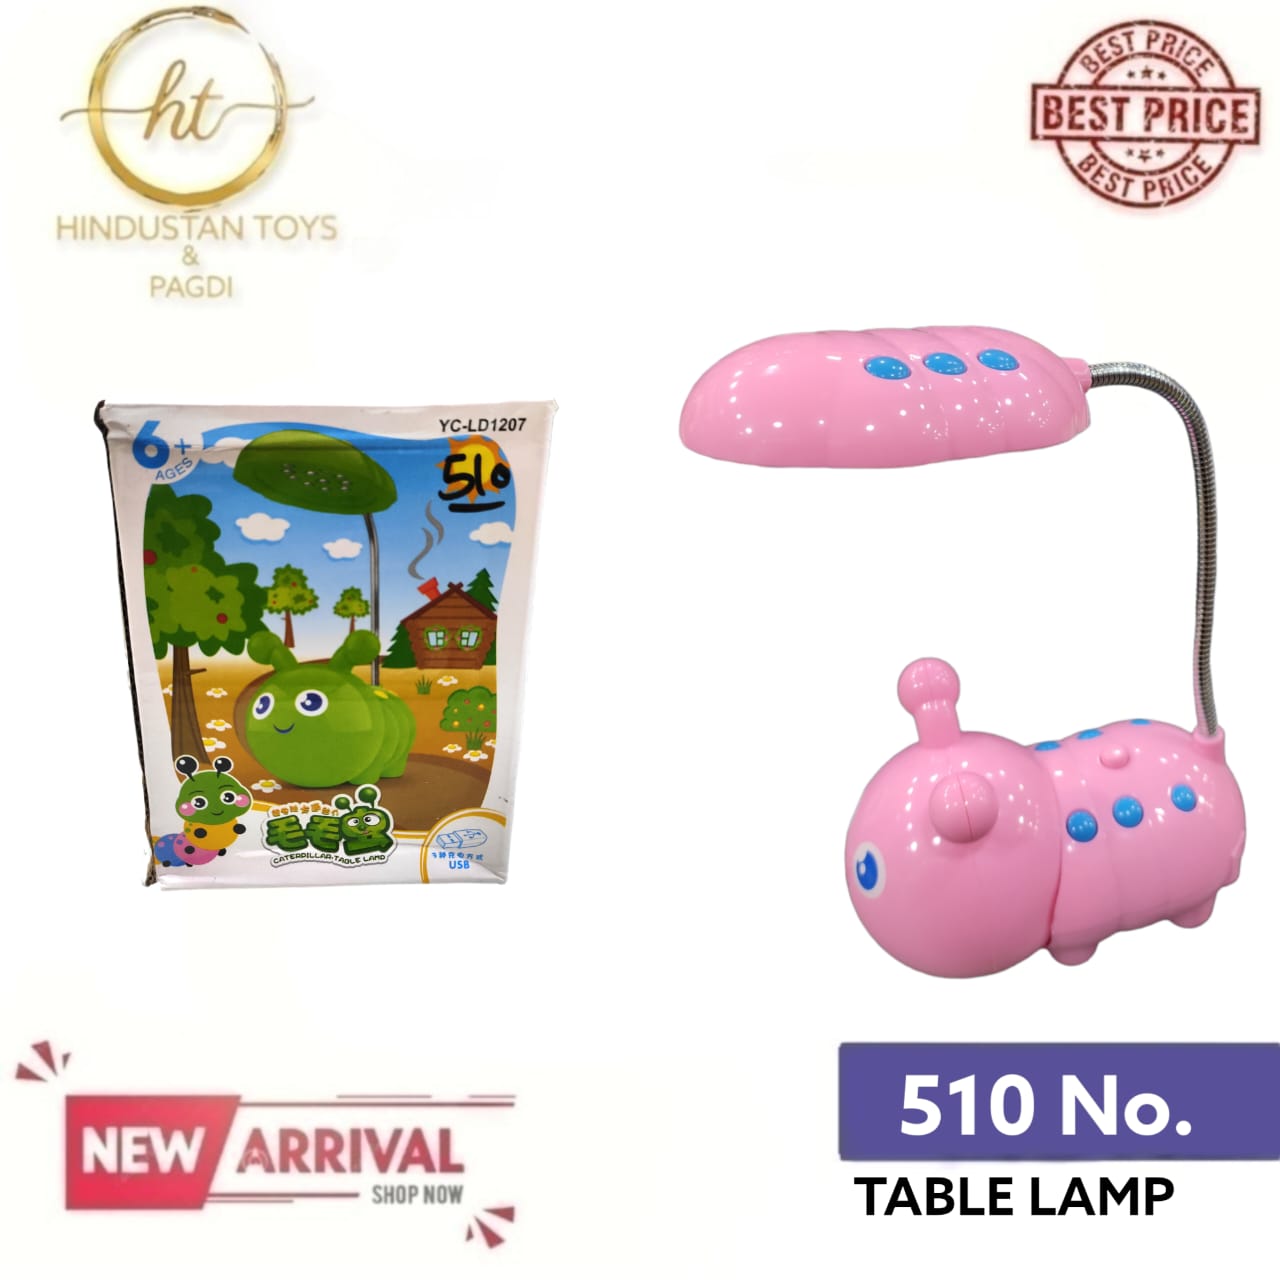 ht
HINDUSTAN TOYS
&
PAGDI
BEST PRICE
BEST PRICE
BEST PRICE
6+
AGES
YC-LD1207
510
毛毛虫
CATERPILLAR·TABLE LAMP
USB
NEW ARRIVAL
SHOP NOW
510 No.
TABLE LAMP